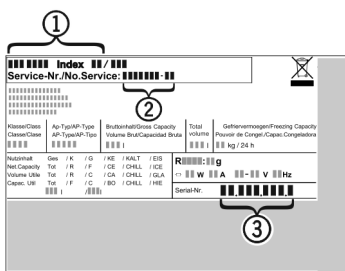 1
Index /
Service-Nr./No.Service: -
2
Klasse/Glass Ap-Typ/AP-Type Bruttoinhalt/Gross Capacity Total Gefriervermoegen/Freezing Capacity
Classe/Clase AP-Type/AP-Tipo Volume Brut/Capacidad Bruta volume Pouvoir de Congel./Capac.Congeladora
l l kg / 24 h
Nutzinhalt Ges / K / G / KE / KALT / EIS
Net.Capacity Tot / R / F / CE / CHILL / ICE
Volume Utile Tot / R / C / CA / CHILL / GLA
Capac. Util Tot / F / C / BO / CHILL / HIE
l / l
R : g
W A - V Hz
Serial-Nr. . . .
3